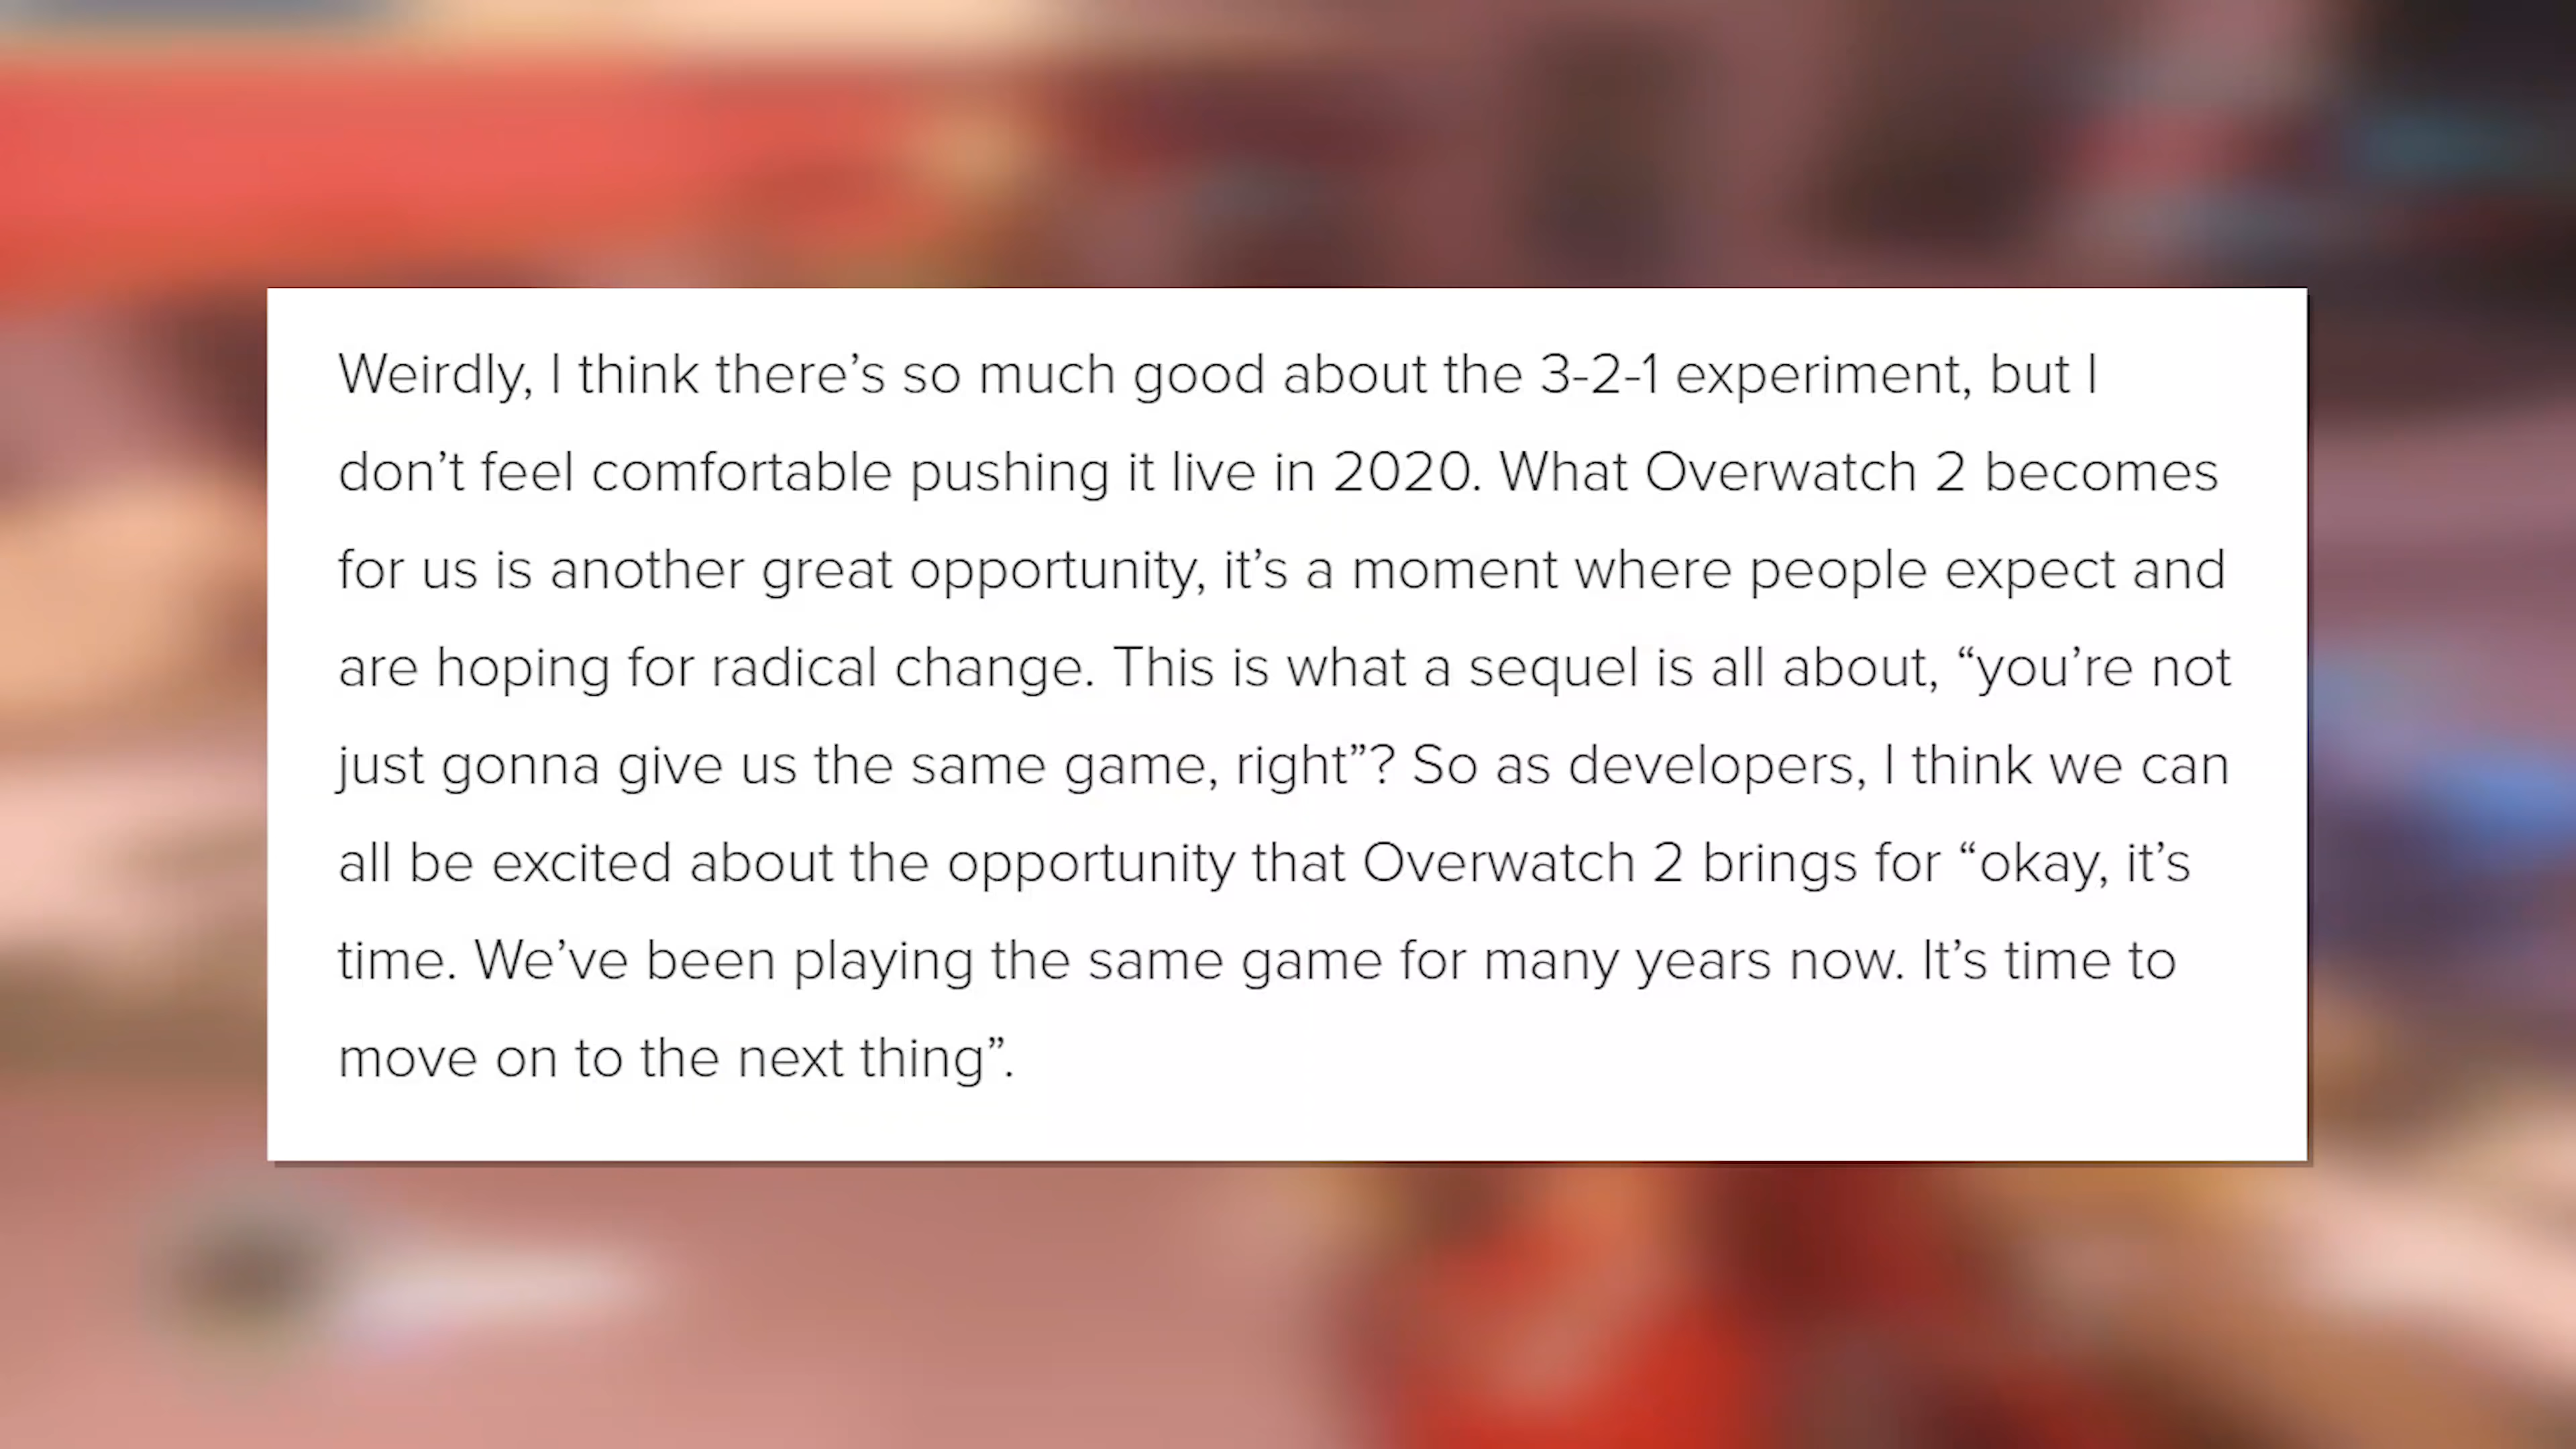 Weirdly, I think there’s so much good about the 3-2-1 experiment, but I
don’t feel comfortable pushing it live in 2020. What Overwatch 2 becomes
for us is another great opportunity, it’s a moment where people expect and
are hoping for radical change. This is what a sequel is all about, “you’re not
just gonna give us the same game, right”? So as developers, I think we can
all be excited about the opportunity that Overwatch 2 brings for “okay, it’s
time. We’ve been playing the same game for many years now. It’s time to
move on to the next thing”.